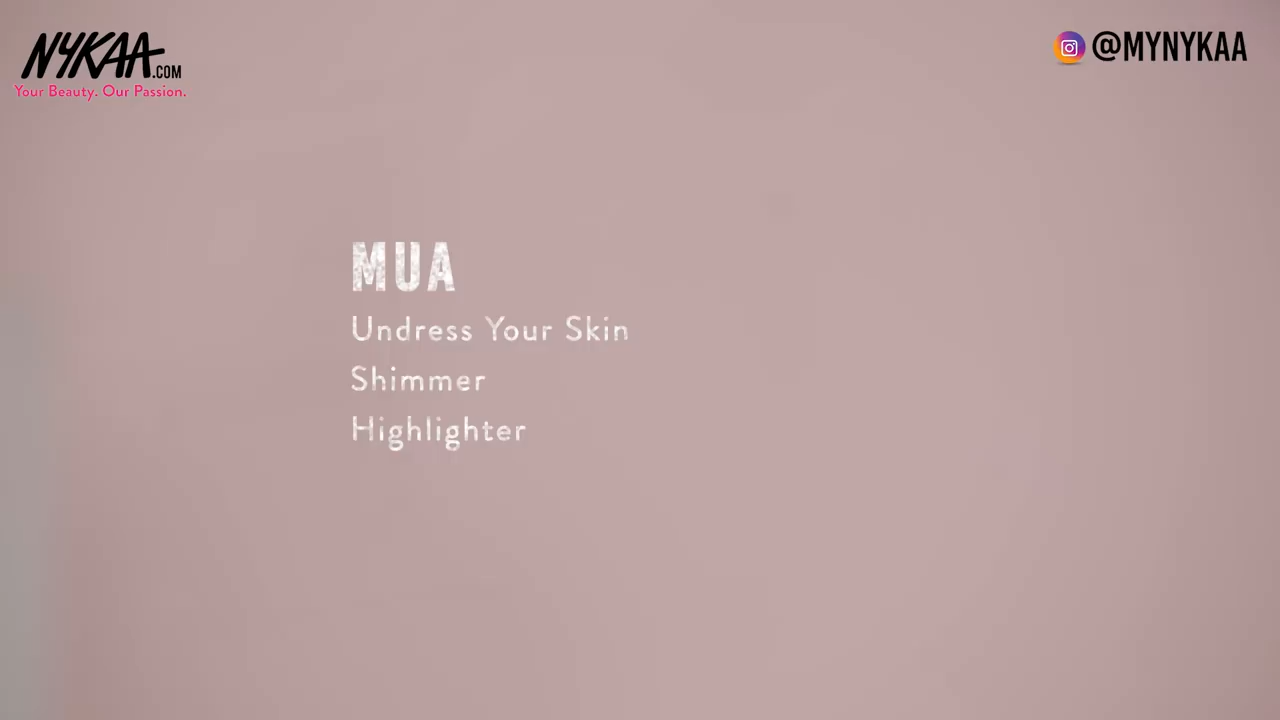 NYKAA.COM
Your Beauty. Our Passion.
@MYNYKAA
MUA
Undress Your Skin
Shimmer
Highlighter